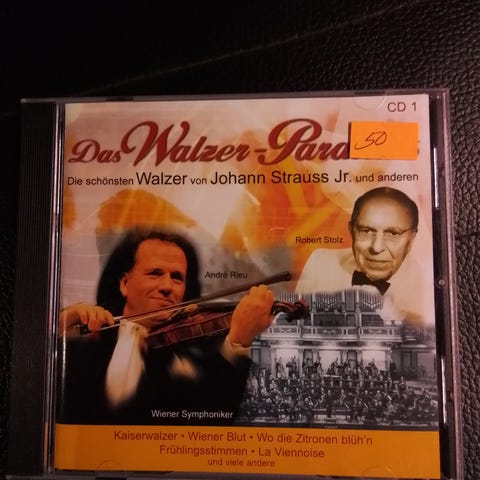 CD 1
Das Walzer-Para
50
Die schönsten Walzer von Johann Strauss Jr. und anderen
Robert Stolz
André Rieu
Wiener Symphoniker
Kaiserwalzer • Wiener Blut • Wo die Zitronen blüh'n
Frühlingsstimmen • La Viennoise
und viele andere